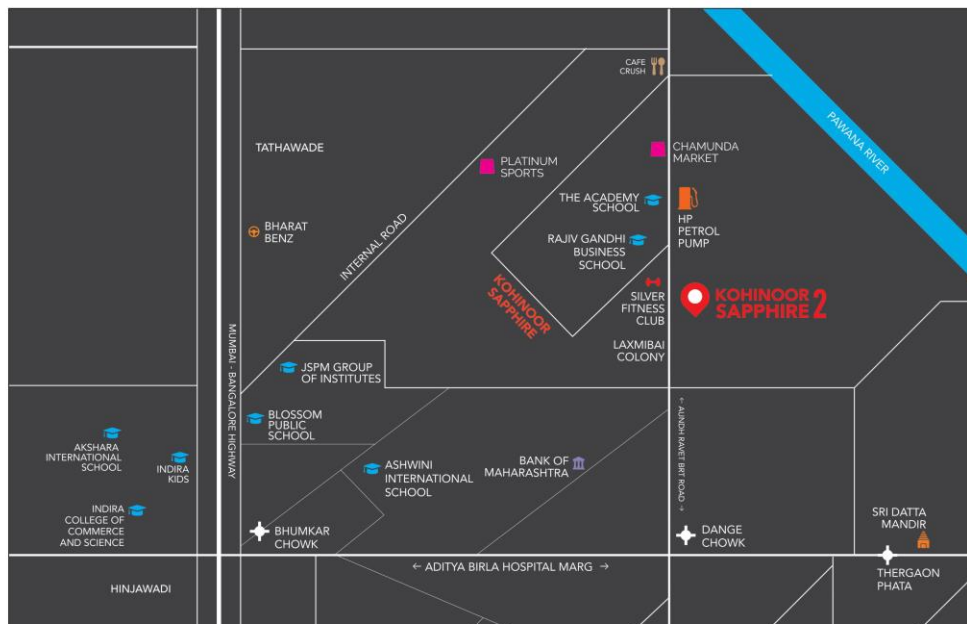 CAFE
CRUSH
PAWANA RIVER
TATHAWADE
PLATINUM
SPORTS
CHAMUNDA
MARKET
THE ACADEMY
SCHOOL
HP
PETROL
PUMP
BHARAT
BENZ
INTERNAL ROAD
RAJIV GANDHI
BUSINESS
SCHOOL
KOHINOOR
SAPPHIRE
SILVER
FITNESS
CLUB
KOHINOOR
SAPPHIRE 2
LAXMIBAI
COLONY
MUMBAI - BANGALORE HIGHWAY
JSPM GROUP
OF INSTITUTES
BLOSSOM
PUBLIC
SCHOOL
← AUNDH RAVET BRT ROAD →
AKSHARA
INTERNATIONAL
SCHOOL
INDIRA
KIDS
ASHWINI
INTERNATIONAL
SCHOOL
BANK OF
MAHARASHTRA
INDIRA
COLLEGE OF
COMMERCE
AND SCIENCE
BHUMKAR
CHOWK
DANGE
CHOWK
SRI DATTA
MANDIR
← ADITYA BIRLA HOSPITAL MARG →
THERGAON
PHATA
HINJAWADI